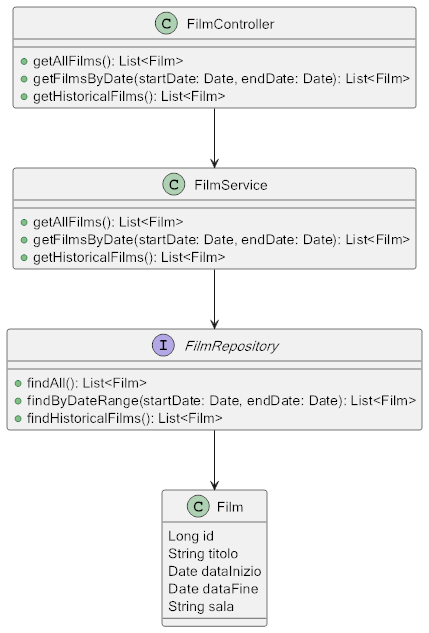 C FilmController
getAllFilms(): List<Film>
getFilmsByDate(startDate: Date, endDate: Date): List<Film>
getHistoricalFilms(): List<Film>
C FilmService
getAllFilms(): List<Film>
getFilmsByDate(startDate: Date, endDate: Date): List<Film>
getHistoricalFilms(): List<Film>
I FilmRepository
findAll(): List<Film>
findByDateRange(startDate: Date, endDate: Date): List<Film>
findHistoricalFilms(): List<Film>
C Film
Long id
String titolo
Date dataInizio
Date dataFine
String sala